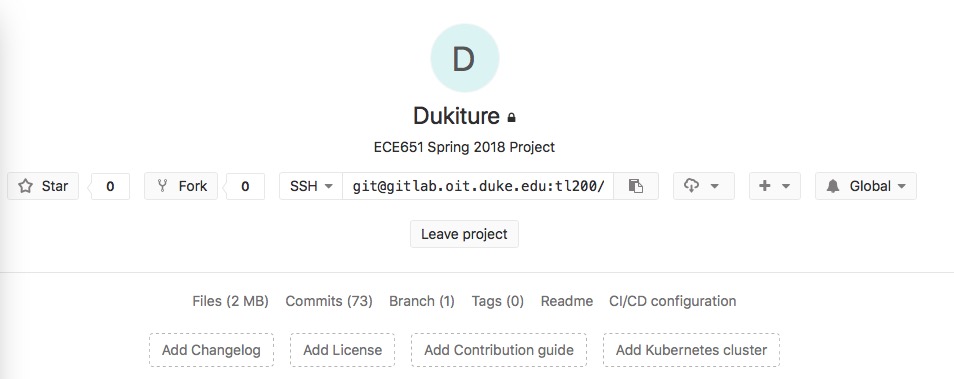 D
Dukiture
ECE651 Spring 2018 Project
Star 0 Fork 0 SSH git@gitlab.oit.duke.edu:tl200/ Global
Leave project
Files (2 MB) Commits (73) Branch (1) Tags (0) Readme CI/CD configuration
Add Changelog Add License Add Contribution guide Add Kubernetes cluster